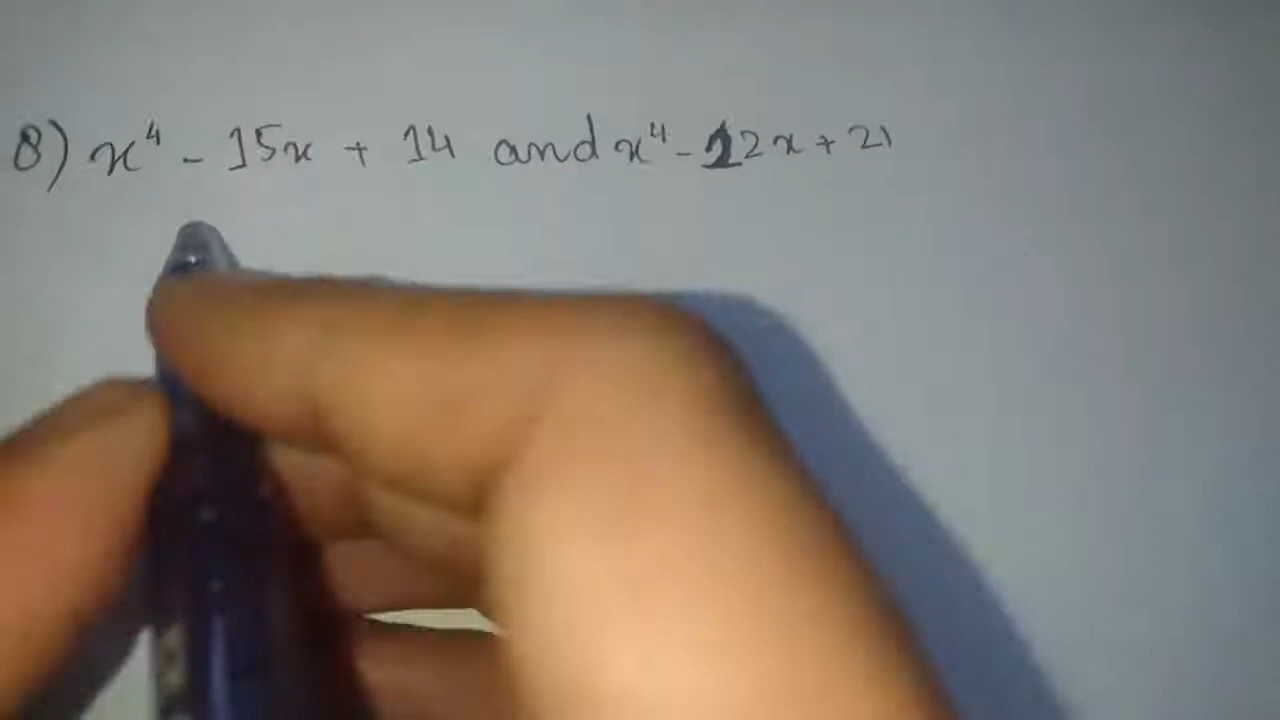 8) x⁴ - 15x + 14 and x⁴ - 22x + 21